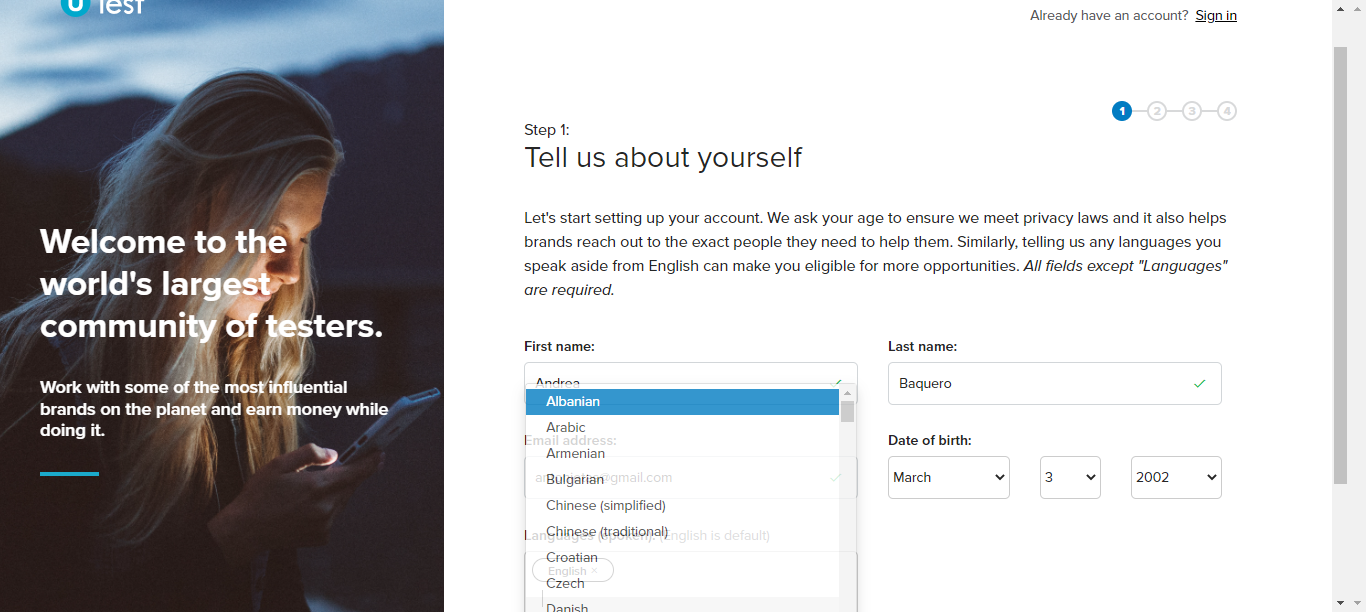 Test
Already have an account? Sign in
1 2 3 4
Step 1:
Tell us about yourself
Let's start setting up your account. We ask your age to ensure we meet privacy laws and it also helps
brands reach out to the exact people they need to help them. Similarly, telling us any languages you
speak aside from English can make you eligible for more opportunities. All fields except "Languages"
are required.
Welcome to the
world's largest
community of testers.
Work with some of the most influential
brands on the planet and earn money while
doing it.
First name:
Last name:
Andrea
Baquero
Albanian
Arabic
Email address:
Date of birth:
Armenian
@gmail.com
Bulgarian
March
3
2002
Chinese (simplified)
Chinese (traditional)
Languages (spoken): (English is default)
Croatian
English ×
Czech
Danish